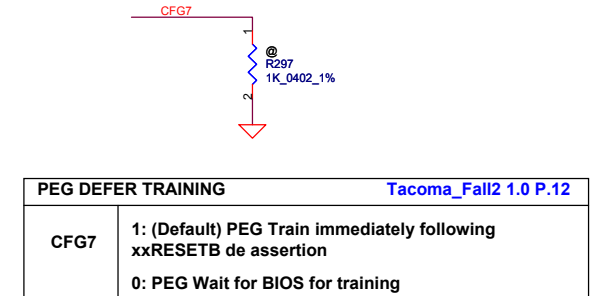 CFG7
1
@
R297
1K_0402_1%
2
PEG DEFER TRAINING Tacoma_Fall2 1.0 P.12
CFG7
1: (Default) PEG Train immediately following
xxRESETB de assertion
0: PEG Wait for BIOS for training